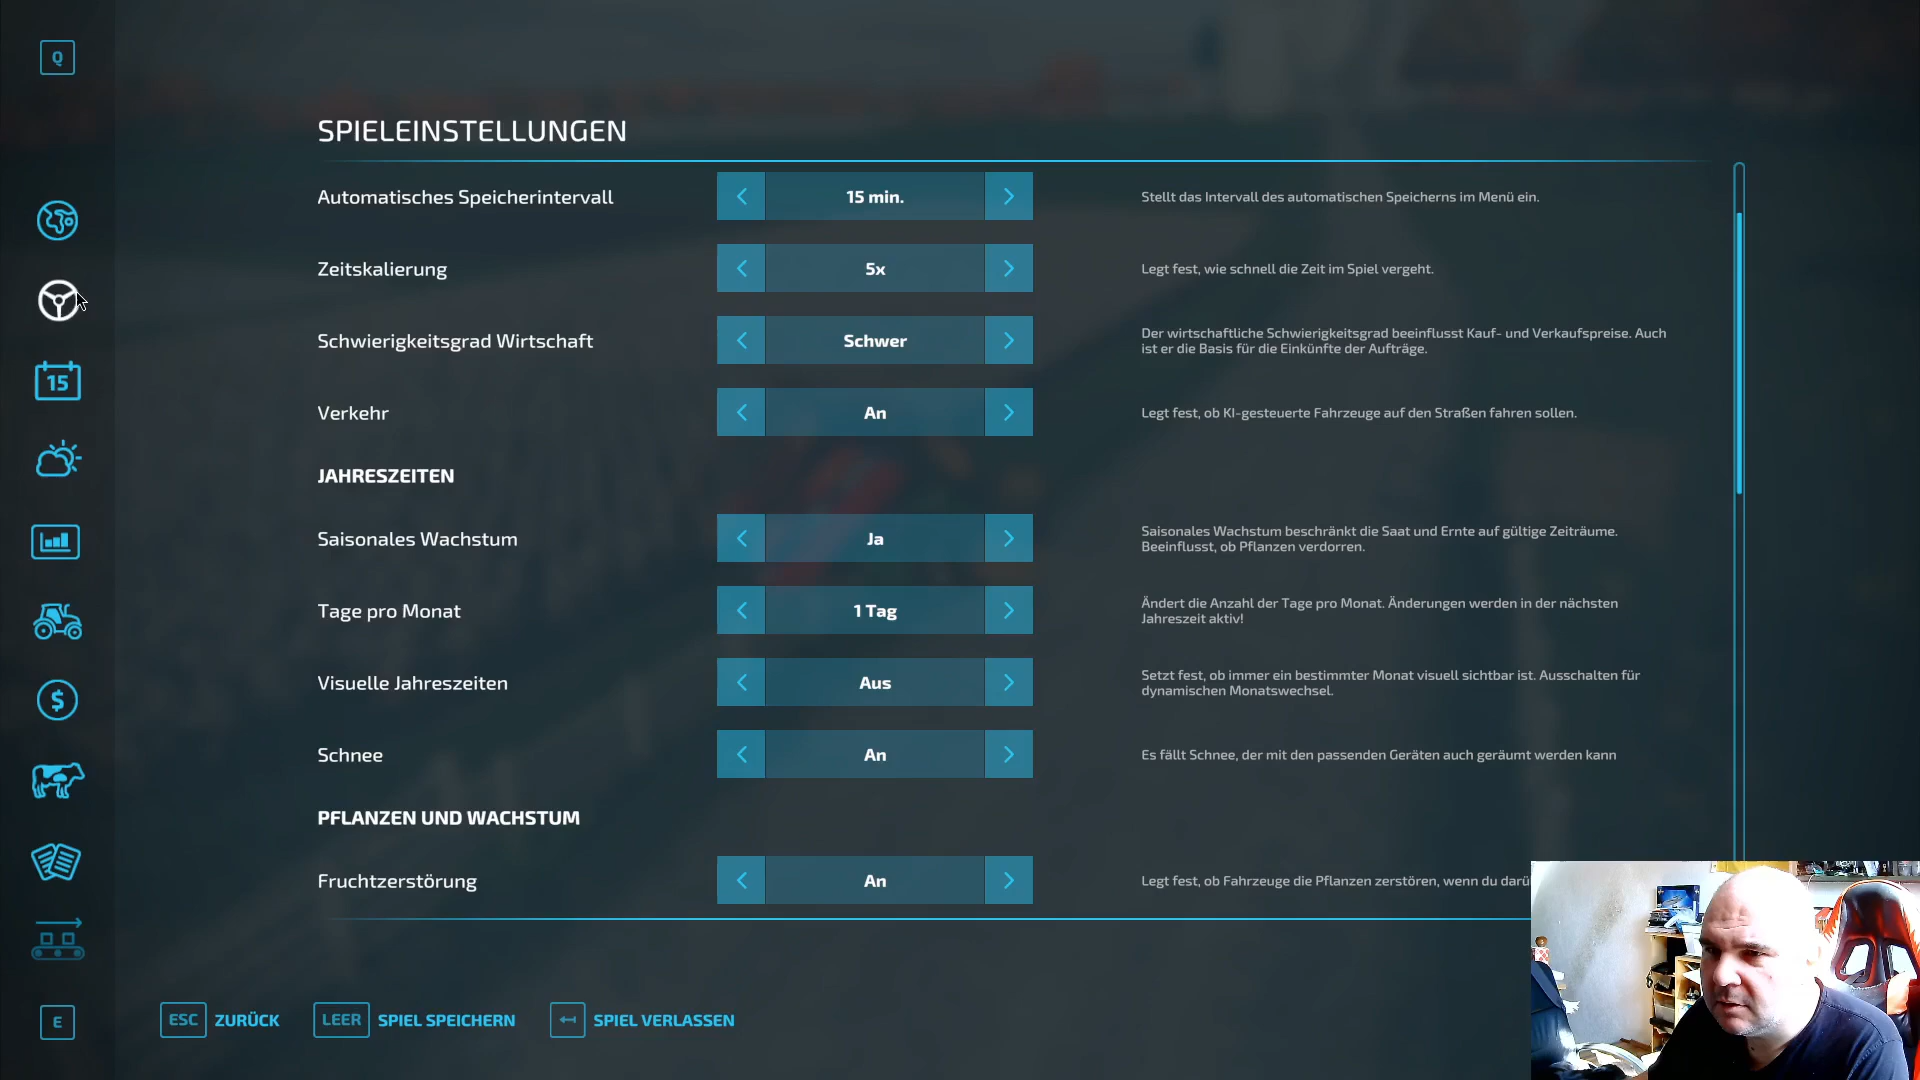 Q
SPIELEINSTELLUNGEN
Automatisches Speicherintervall
15 min.
Stellt das Intervall des automatischen Speicherns im Menü ein.
Zeitskalierung
5x
Legt fest, wie schnell die Zeit im Spiel vergeht.
Schwierigkeitsgrad Wirtschaft
Schwer
Der wirtschaftliche Schwierigkeitsgrad beeinflusst Kauf- und Verkaufspreise. Auch
ist er die Basis für die Einkünfte der Aufträge.
Verkehr
An
Legt fest, ob KI-gesteuerte Fahrzeuge auf den Straßen fahren sollen.
15
JAHRESZEITEN
Saisonales Wachstum
Ja
Saisonales Wachstum beschränkt die Saat und Ernte auf gültige Zeiträume.
Beeinflusst, ob Pflanzen verdorren.
Tage pro Monat
1 Tag
Ändert die Anzahl der Tage pro Monat. Änderungen werden in der nächsten
Jahreszeit aktiv!
Visuelle Jahreszeiten
Aus
Setzt fest, ob immer ein bestimmter Monat visuell sichtbar ist. Ausschalten für
dynamischen Monatswechsel.
$
Schnee
An
Es fällt Schnee, der mit den passenden Geräten auch geräumt werden kann
PFLANZEN UND WACHSTUM
Fruchtzerstörung
An
Legt fest, ob Fahrzeuge die Pflanzen zerstören, wenn du
E
ESC ZURÜCK
LEER SPIEL SPEICHERN
SPIEL VERLASSEN